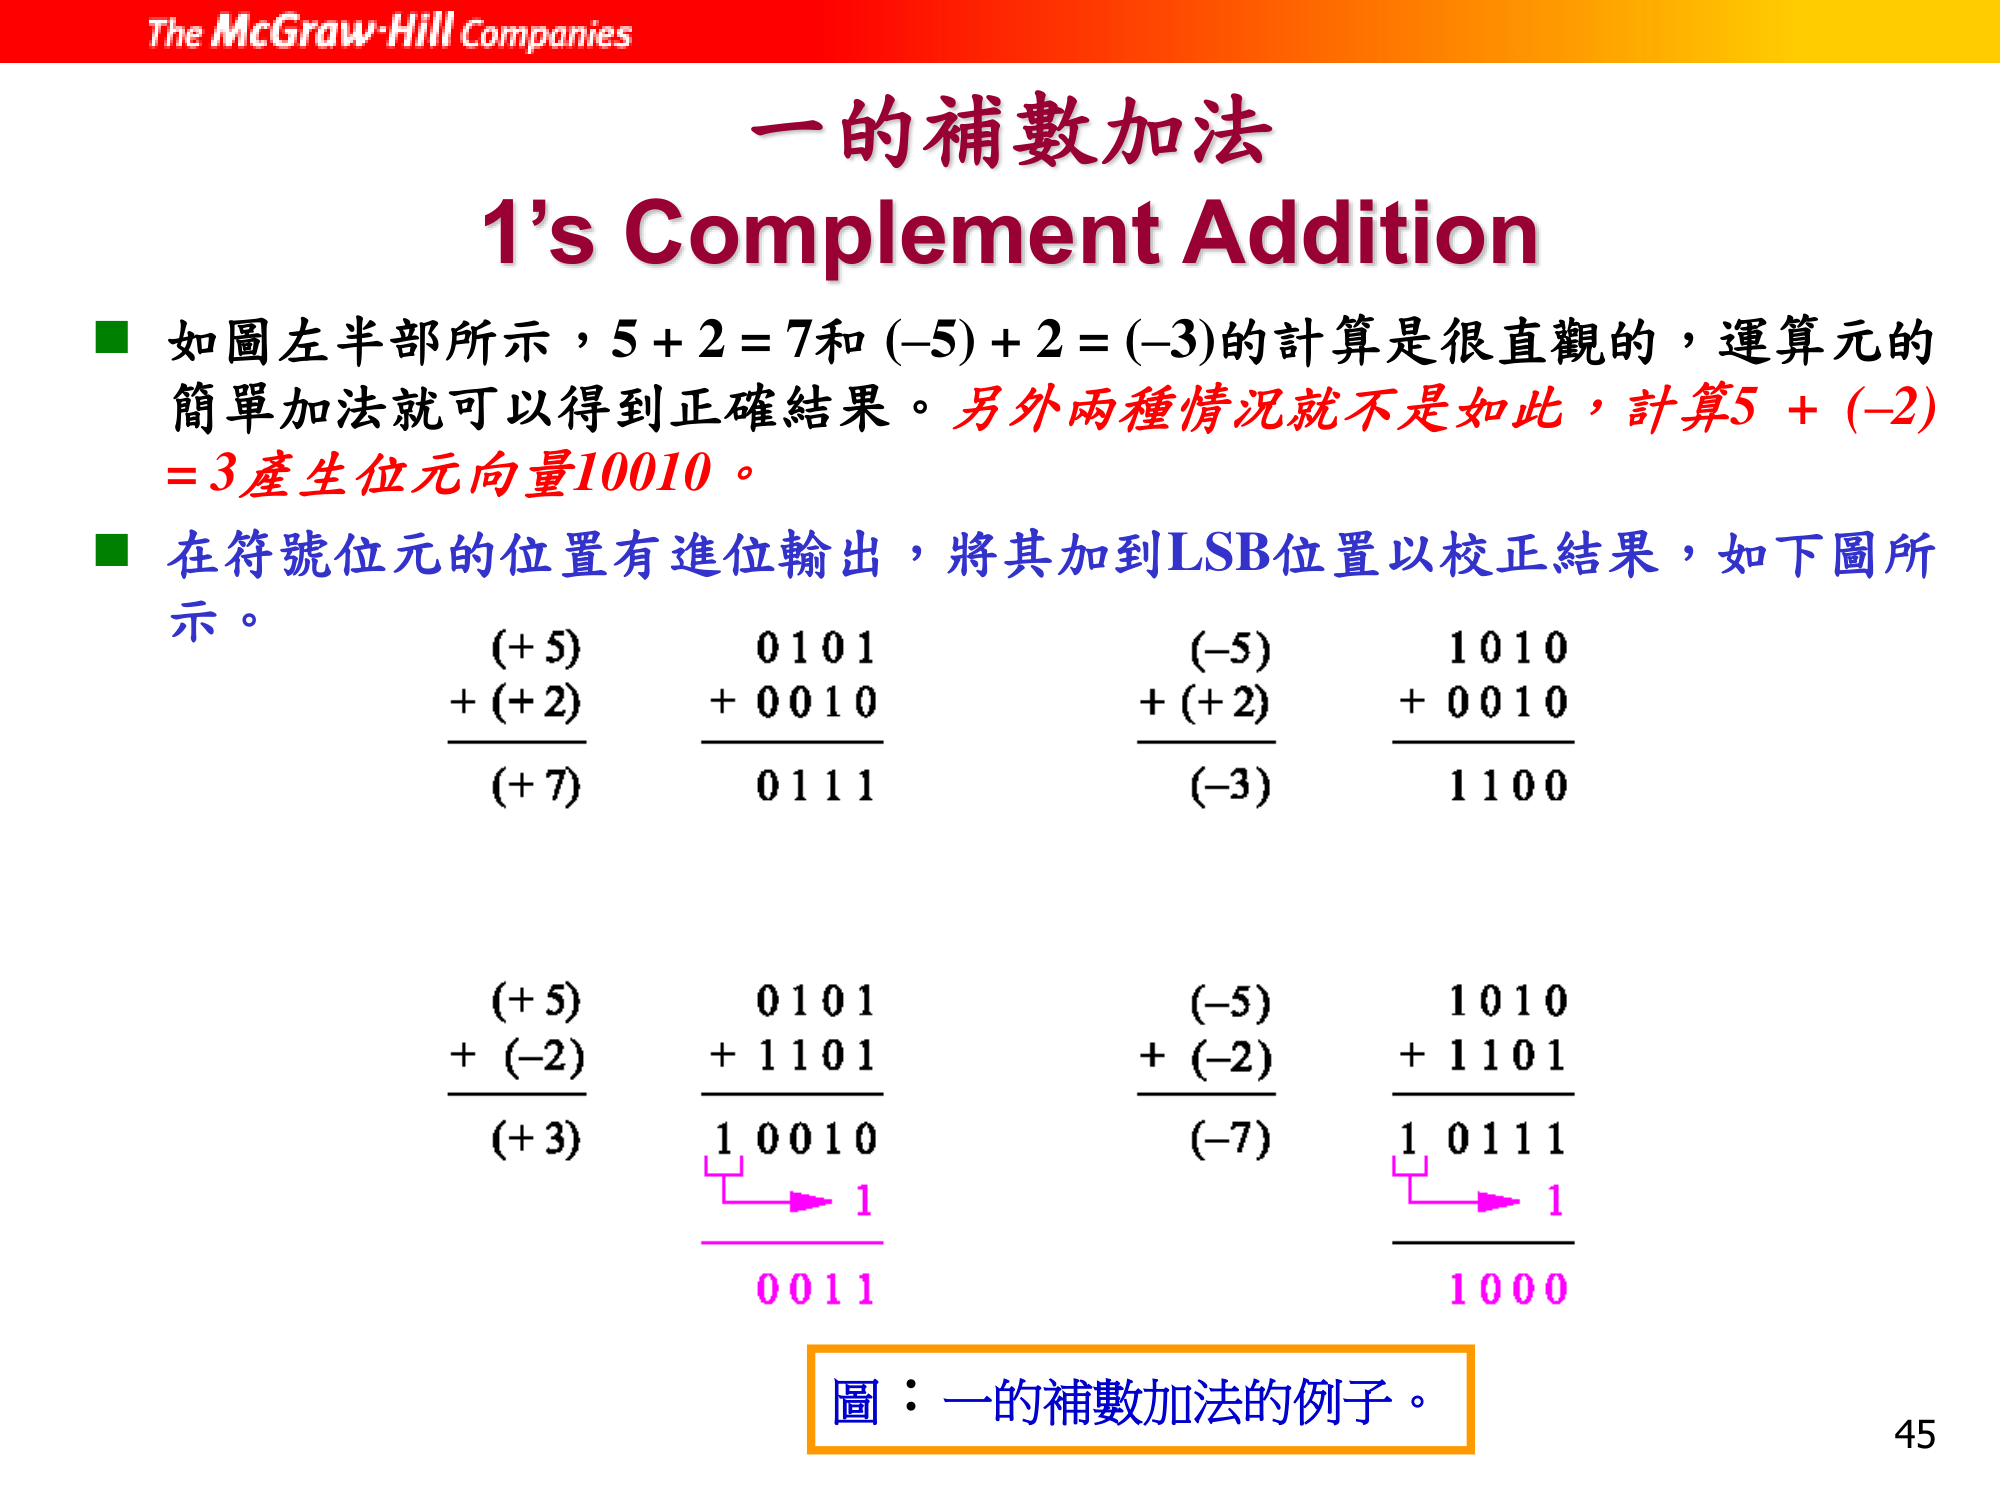 The McGraw·Hill Companies
一的補數加法
1’s Complement Addition
■ 如圖左半部所示，5 + 2 = 7和 (–5) + 2 = (–3)的計算是很直觀的，運算元的
簡單加法就可以得到正確結果。另外兩種情況就不是如此，計算5 + (–2)
= 3產生位元向量10010。
■ 在符號位元的位置有進位輸出，將其加到LSB位置以校正結果，如下圖所
示。
(+ 5) 0 1 0 1 (–5) 1 0 1 0
+ (+ 2) + 0 0 1 0 + (+ 2) + 0 0 1 0
(+ 7) 0 1 1 1 (–3) 1 1 0 0
(+ 5) 0 1 0 1 (–5) 1 0 1 0
+ (–2) + 1 1 0 1 + (–2) + 1 1 0 1
(+ 3) 1 0 0 1 0 (–7) 1 0 1 1 1
1 1
0 0 1 1 1 0 0 0
圖：一的補數加法的例子。
45